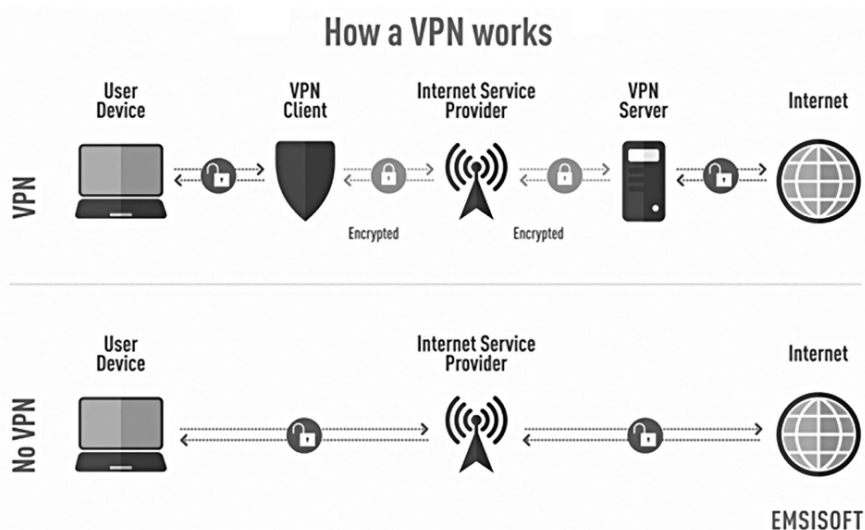 How a VPN works
User
Device
VPN
Client
Internet Service
Provider
VPN
Server
Internet
VPN
Encrypted
Encrypted
User
Device
Internet Service
Provider
Internet
No VPN
EMSISOFT